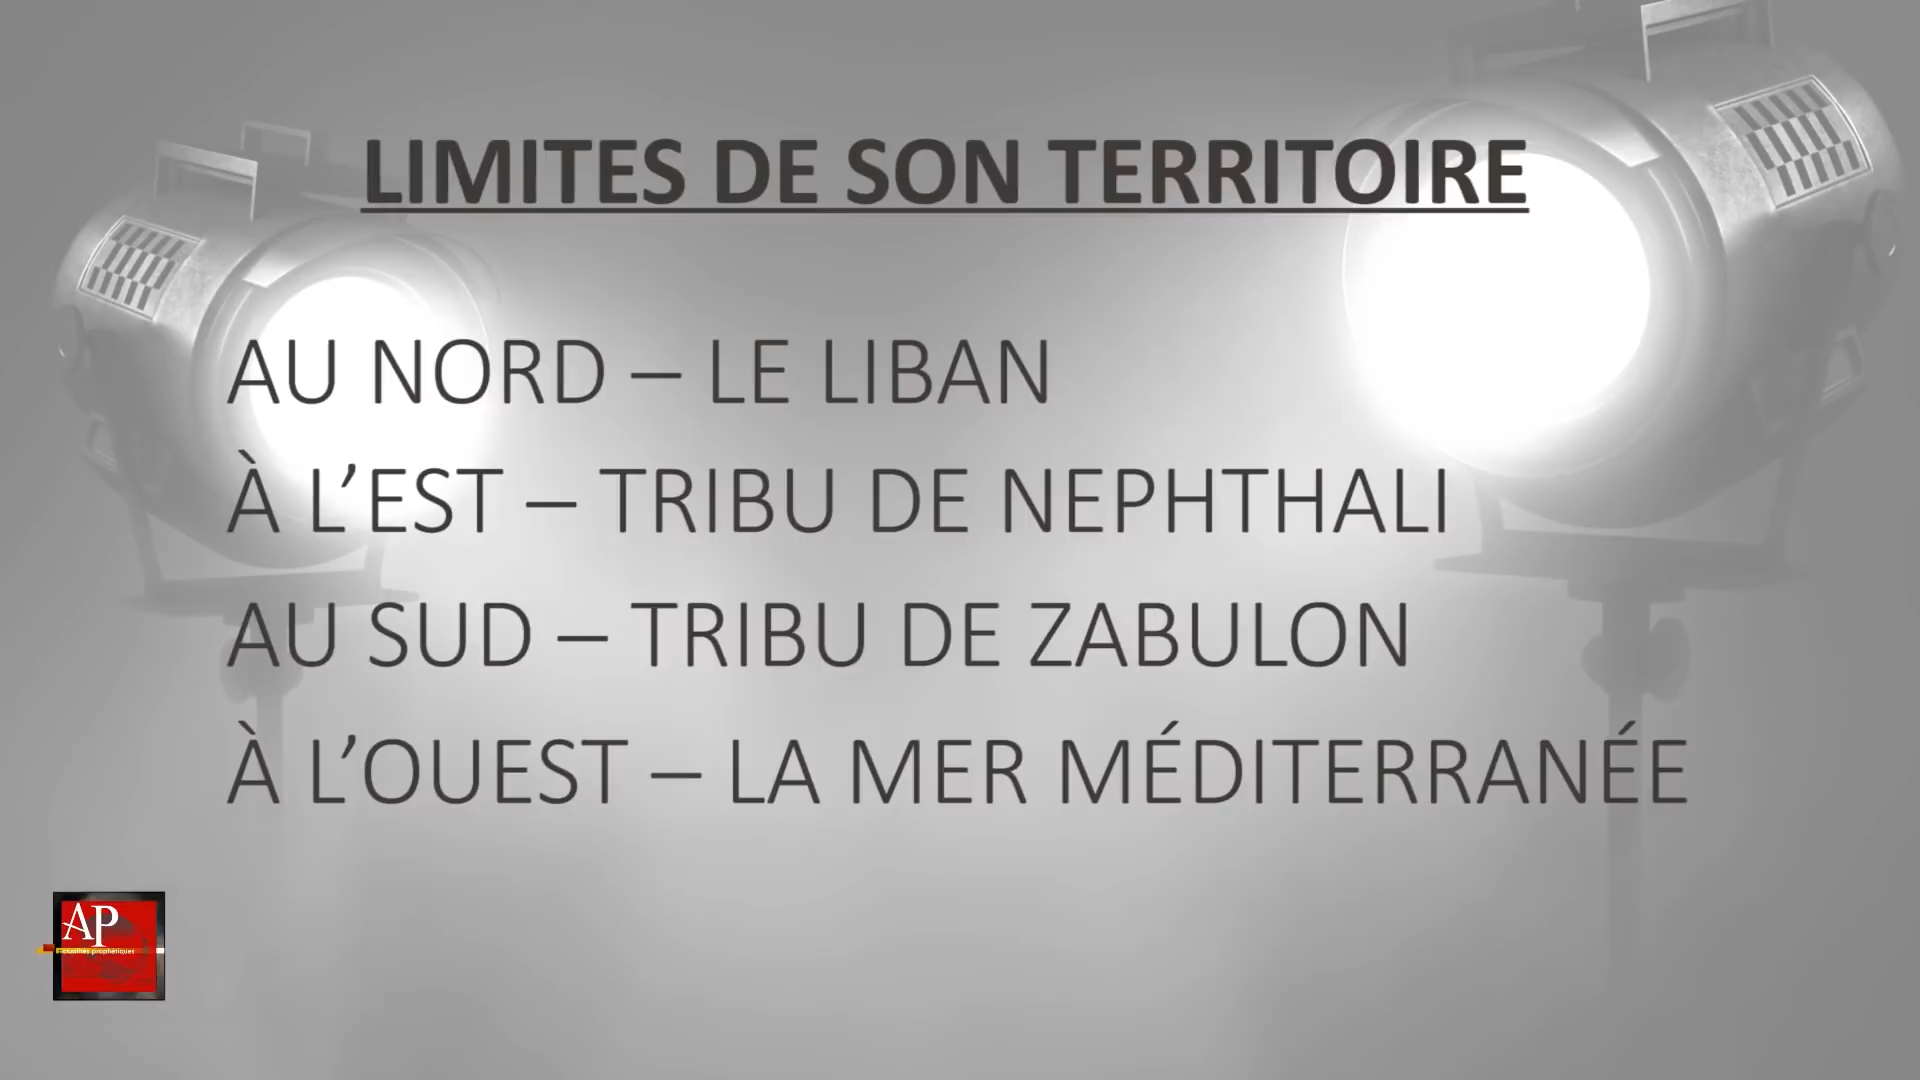 LIMITES DE SON TERRITOIRE
AU NORD – LE LIBAN
À L’EST – TRIBU DE NEPHTHALI
AU SUD – TRIBU DE ZABULON
À L’OUEST – LA MER MÉDITERRANÉE
AP
prophétiques